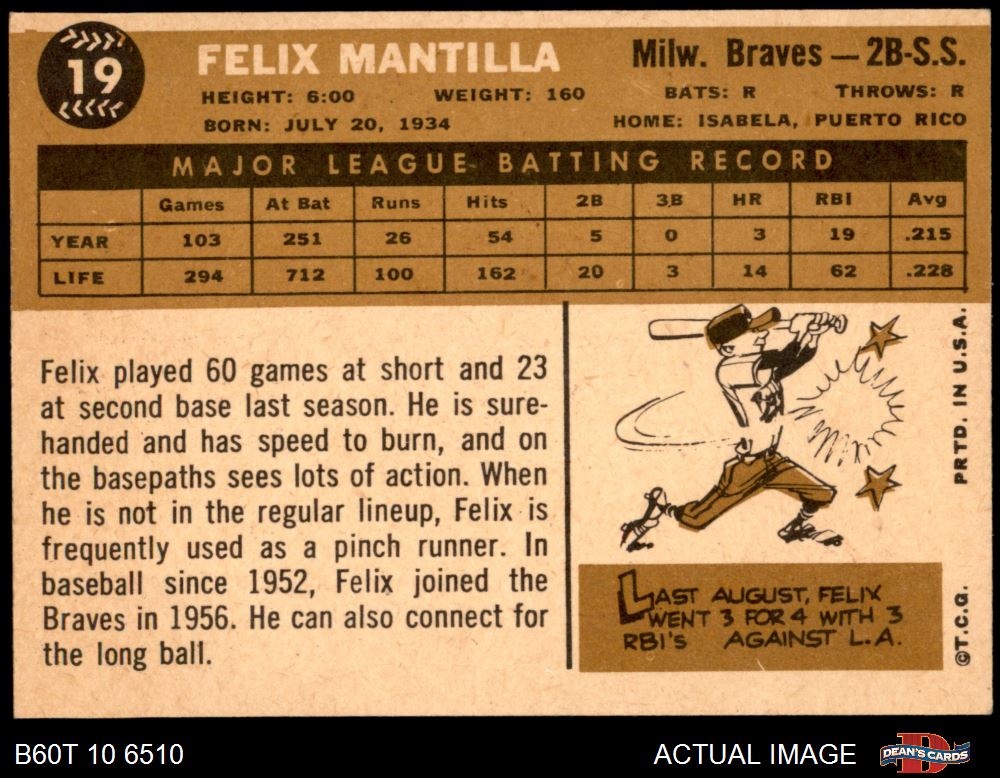 19
FELIX MANTILLA
Milw. Braves — 2B-S.S.
HEIGHT: 6:00 WEIGHT: 160 BATS: R THROWS: R
BORN: JULY 20, 1934 HOME: ISABELA, PUERTO RICO
MAJOR LEAGUE BATTING RECORD
Games At Bat Runs Hits 2B 3B HR RBI Avg
YEAR 103 251 26 54 5 0 3 19 .215
LIFE 294 712 100 162 20 3 14 62 .228
Felix played 60 games at short and 23
at second base last season. He is sure-
handed and has speed to burn, and on
the basepaths sees lots of action. When
he is not in the regular lineup, Felix is
frequently used as a pinch runner. In
baseball since 1952, Felix joined the
Braves in 1956. He can also connect for
the long ball.
LAST AUGUST, FELIX
WENT 3 FOR 4 WITH 3
RBI'S AGAINST L.A.
©T.C.G. PRTD. IN U.S.A.
B60T 10 6510
ACTUAL IMAGE
DEAN'S CARDS